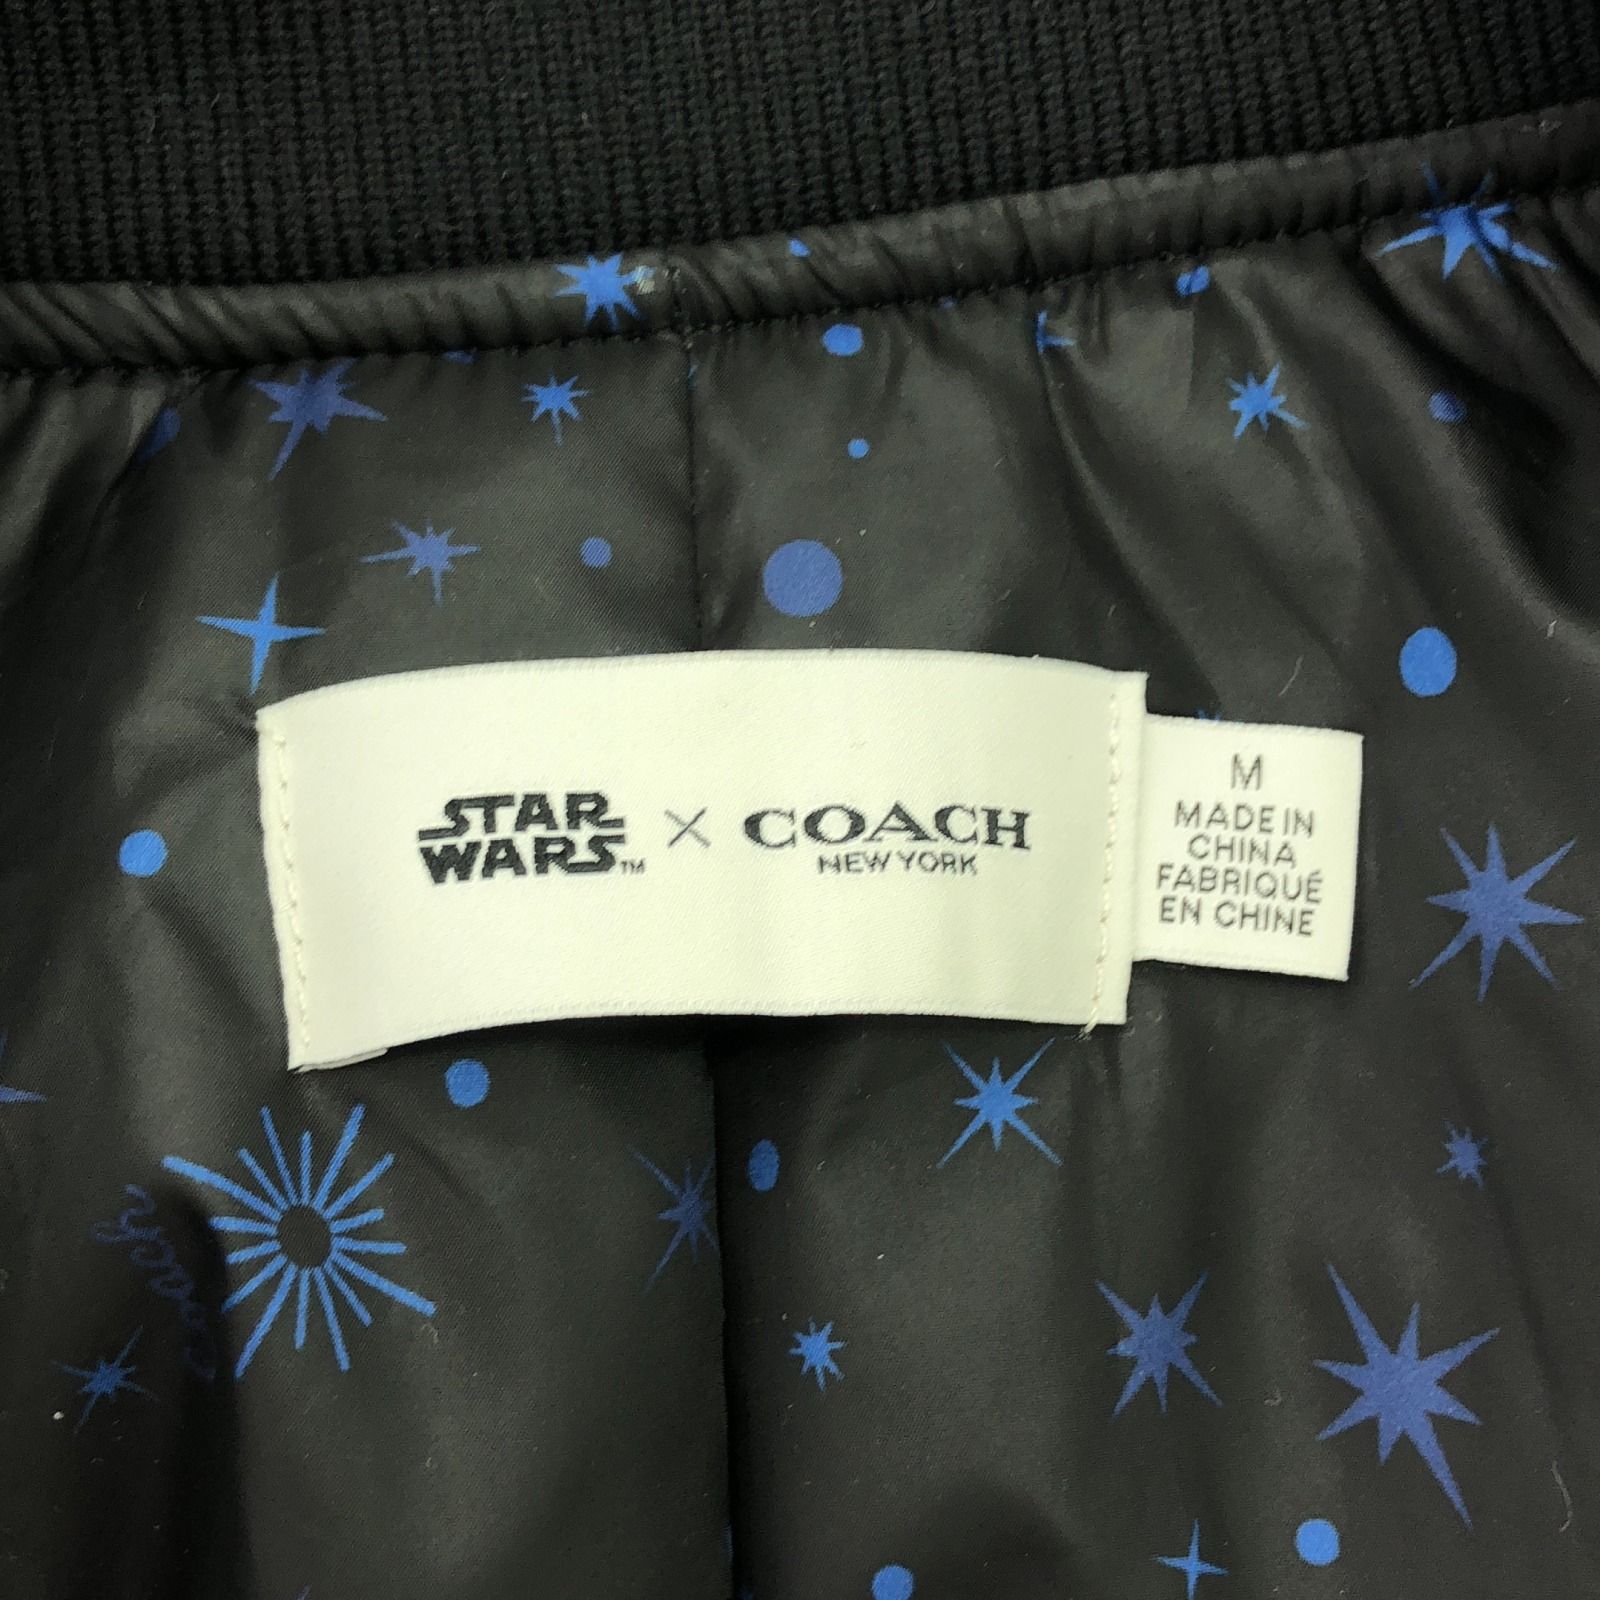 STAR WARS™ × COACH
NEW YORK
M
MADE IN
CHINA
FABRIQUÉ
EN CHINE
Coach